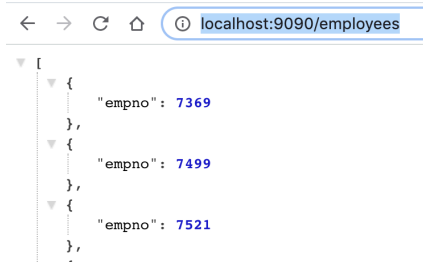 localhost:9090/employees
[
{
"empno": 7369
},
{
"empno": 7499
},
{
"empno": 7521
},